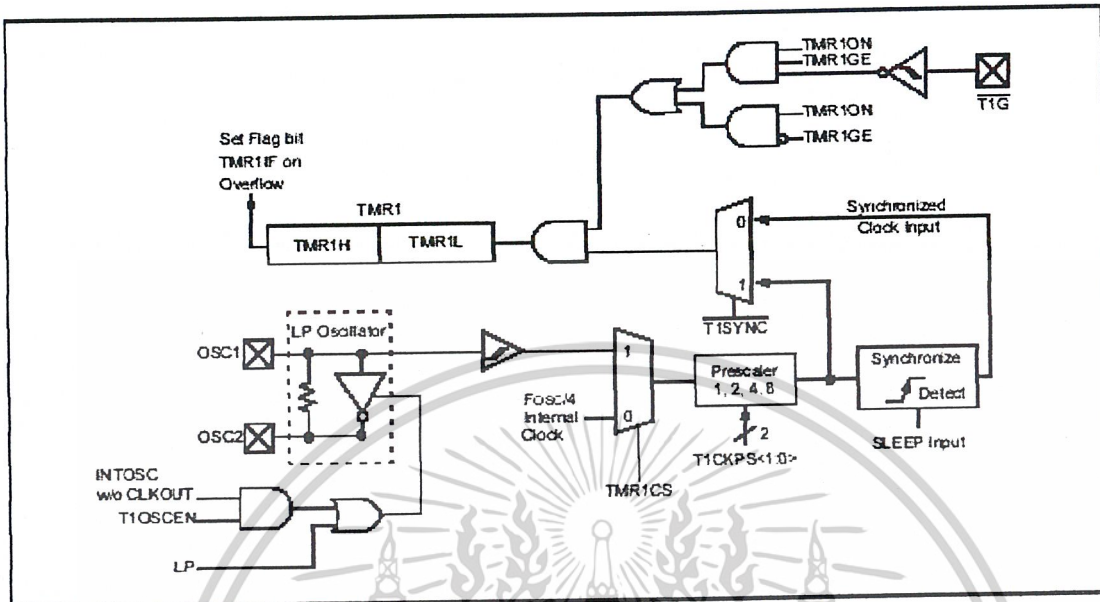 TMR1ON
TMR1GE
T1G
TMR1ON
TMR1GE
Set Flag bit
TMR1IF on
Overflow
TMR1
TMR1H
TMR1L
0
Synchronized
Clock Input
1
T1SYNC
LP Oscillator
OSC1
OSC2
1
Fosc/4
Internal
Clock
0
Prescaler
1, 2, 4, 8
Synchronize
Detect
2
T1CKPS<1:0>
SLEEP Input
TMR1CS
INTOSC
w/o CLKOUT
T1OSCEN
LP